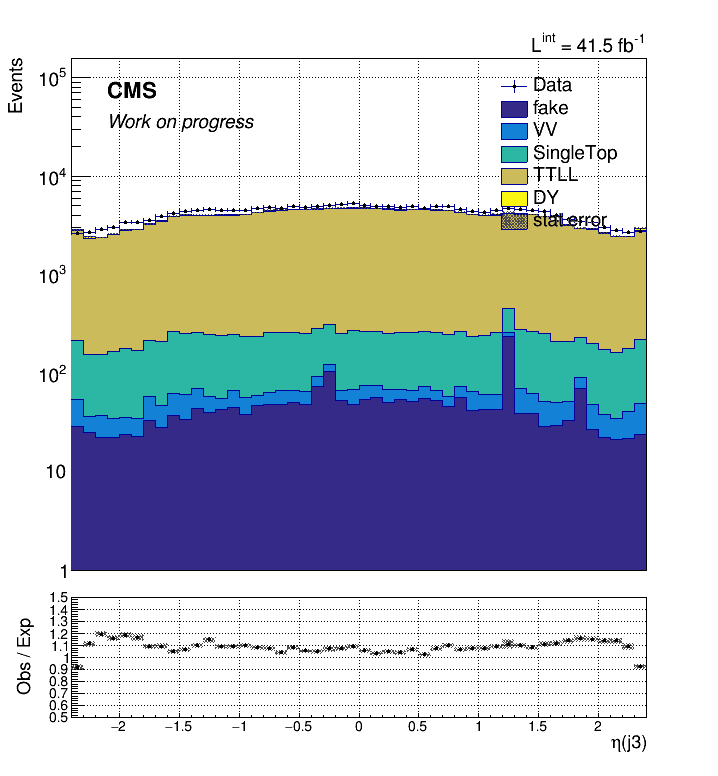 L^int = 41.5 fb^-1
Events
CMS
Work on progress
Data
fake
VV
SingleTop
TTLL
DY
stat error
10^5
10^4
10^3
10^2
10
1
Obs / Exp
1.5
1.4
1.3
1.2
1.1
1
0.9
0.8
0.7
0.6
0.5
−2 −1.5 −1 −0.5 0 0.5 1 1.5 2
η(j3)